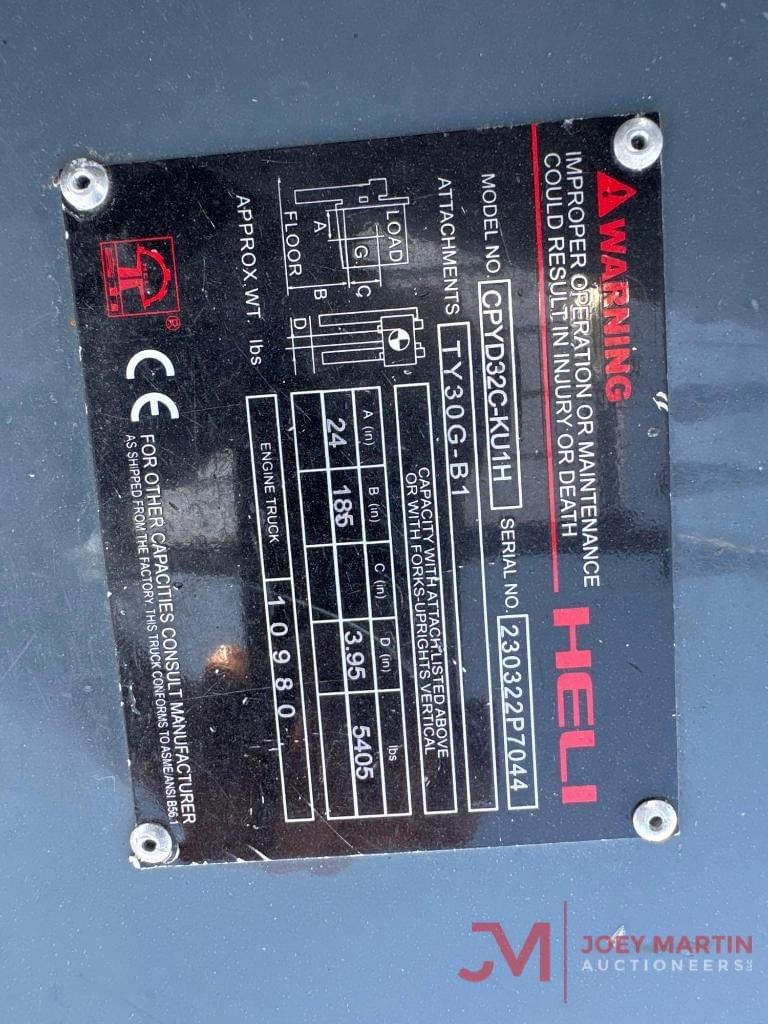 WARNING
IMPROPER OPERATION OR MAINTENANCE
COULD RESULT IN INJURY OR DEATH
HELI
MODEL NO. CPYD32C-KU1H SERIAL NO. 230322P7044
ATTACHMENTS TY30G-B1
CAPACITY WITH ATTACH LISTED ABOVE
OR WITH FORKS-UPRIGHTS VERTICAL
LOAD
G
C
A
B
D
FLOOR
A (in) B (in) C (in) D (in) lbs
24 185 3.95 5405
APPROX. WT. lbs ENGINE TRUCK 10980
®
CE
FOR OTHER CAPACITIES CONSULT MANUFACTURER
AS SHIPPED FROM THE FACTORY, THIS TRUCK CONFORMS TO ASME/ANSI B56.1
JM
JOEY MARTIN
AUCTIONEERS LLC